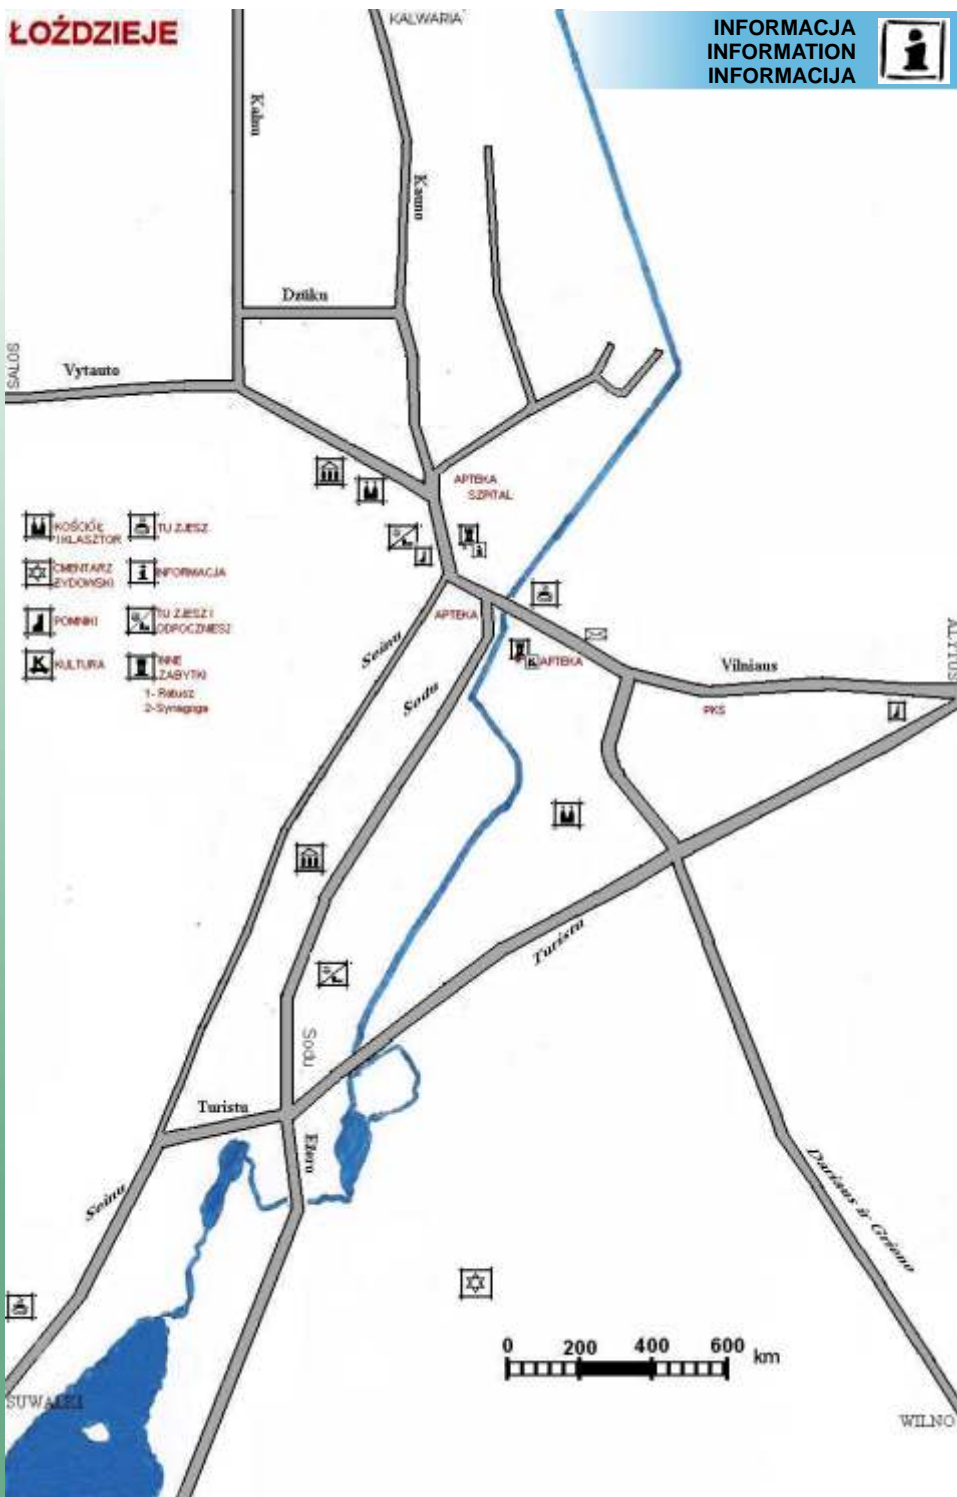 ŁOŹDZIEJE
KALWARIA
INFORMACJA
INFORMATION
INFORMACIJA
Kalnu
Kauno
Dzūku
SALOS
Vytauto
APTEKA
SZPITAL
KOŚCIÓŁ
I KLASZTOR
TU ZJESZ
CMENTARZ
ŻYDOWSKI
INFORMACJA
POMNIKI
TU ZJESZ I
ODPOCZNIESZ
KULTURA
INNE
ZABYTKI
1- Ratusz
2-Synagoga
APTEKA
Seinu
Sodu
K
APTEKA
Vilniaus
ALYTUS
PKS
Turistu
Sodu
Turistu
Ežeru
Seinu
Dariaus ir Girėno
0 200 400 600 km
SUWAŁKI
WILNO